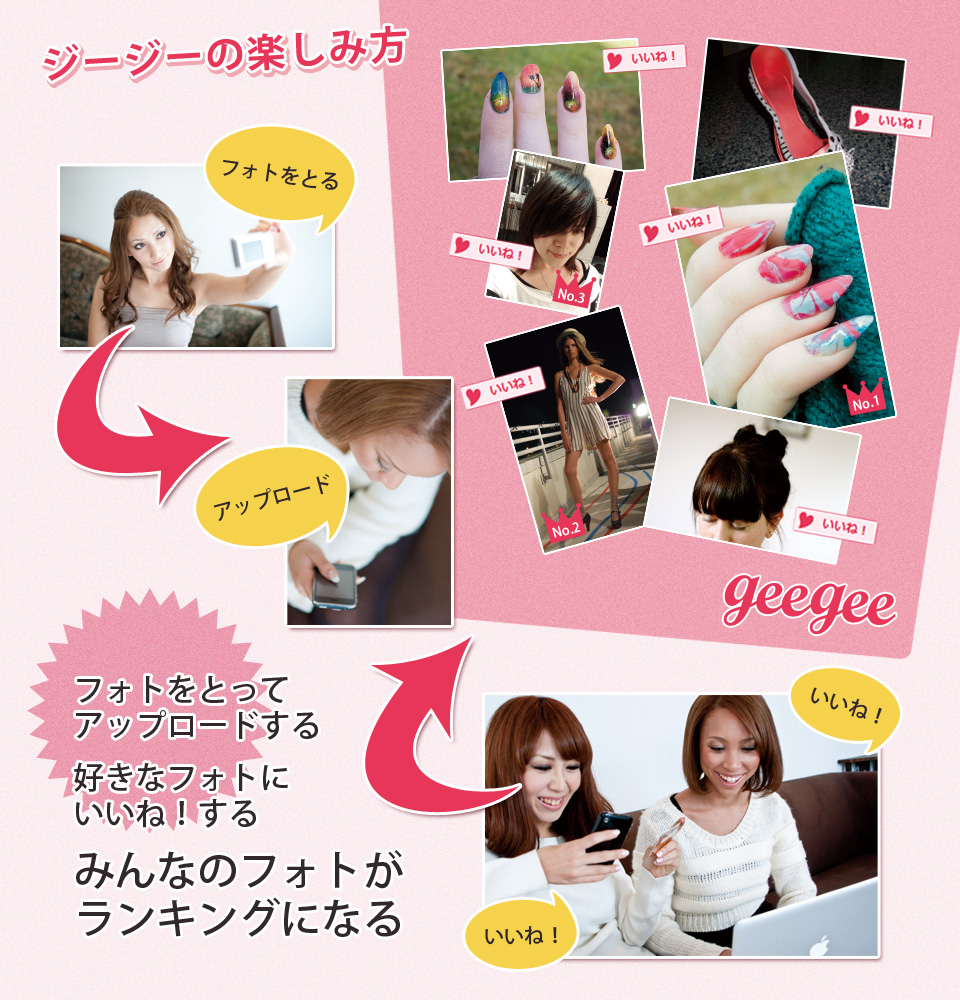 ジージーの楽しみ方
フォトをとる
アップロード
いいね！
いいね！
いいね！
いいね！
No.3
No.1
いいね！
No.2
いいね！
geegee
フォトをとって
アップロードする
好きなフォトに
いいね！する
みんなのフォトが
ランキングになる
いいね！
いいね！